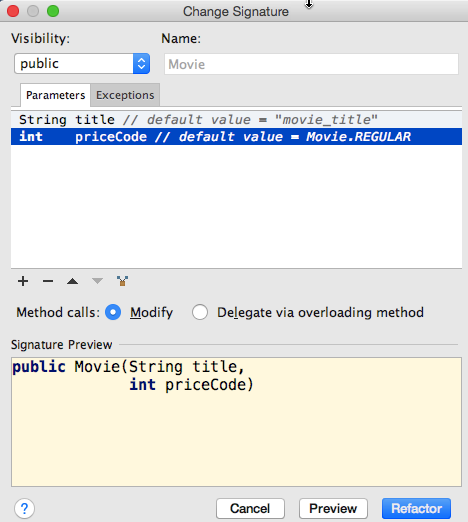 Change Signature
Visibility: Name:
public Movie
Parameters Exceptions
String title // default value = "movie_title"
int priceCode // default value = Movie.REGULAR
Method calls: Modify Delegate via overloading method
Signature Preview
public Movie(String title,
int priceCode)
? Cancel Preview Refactor